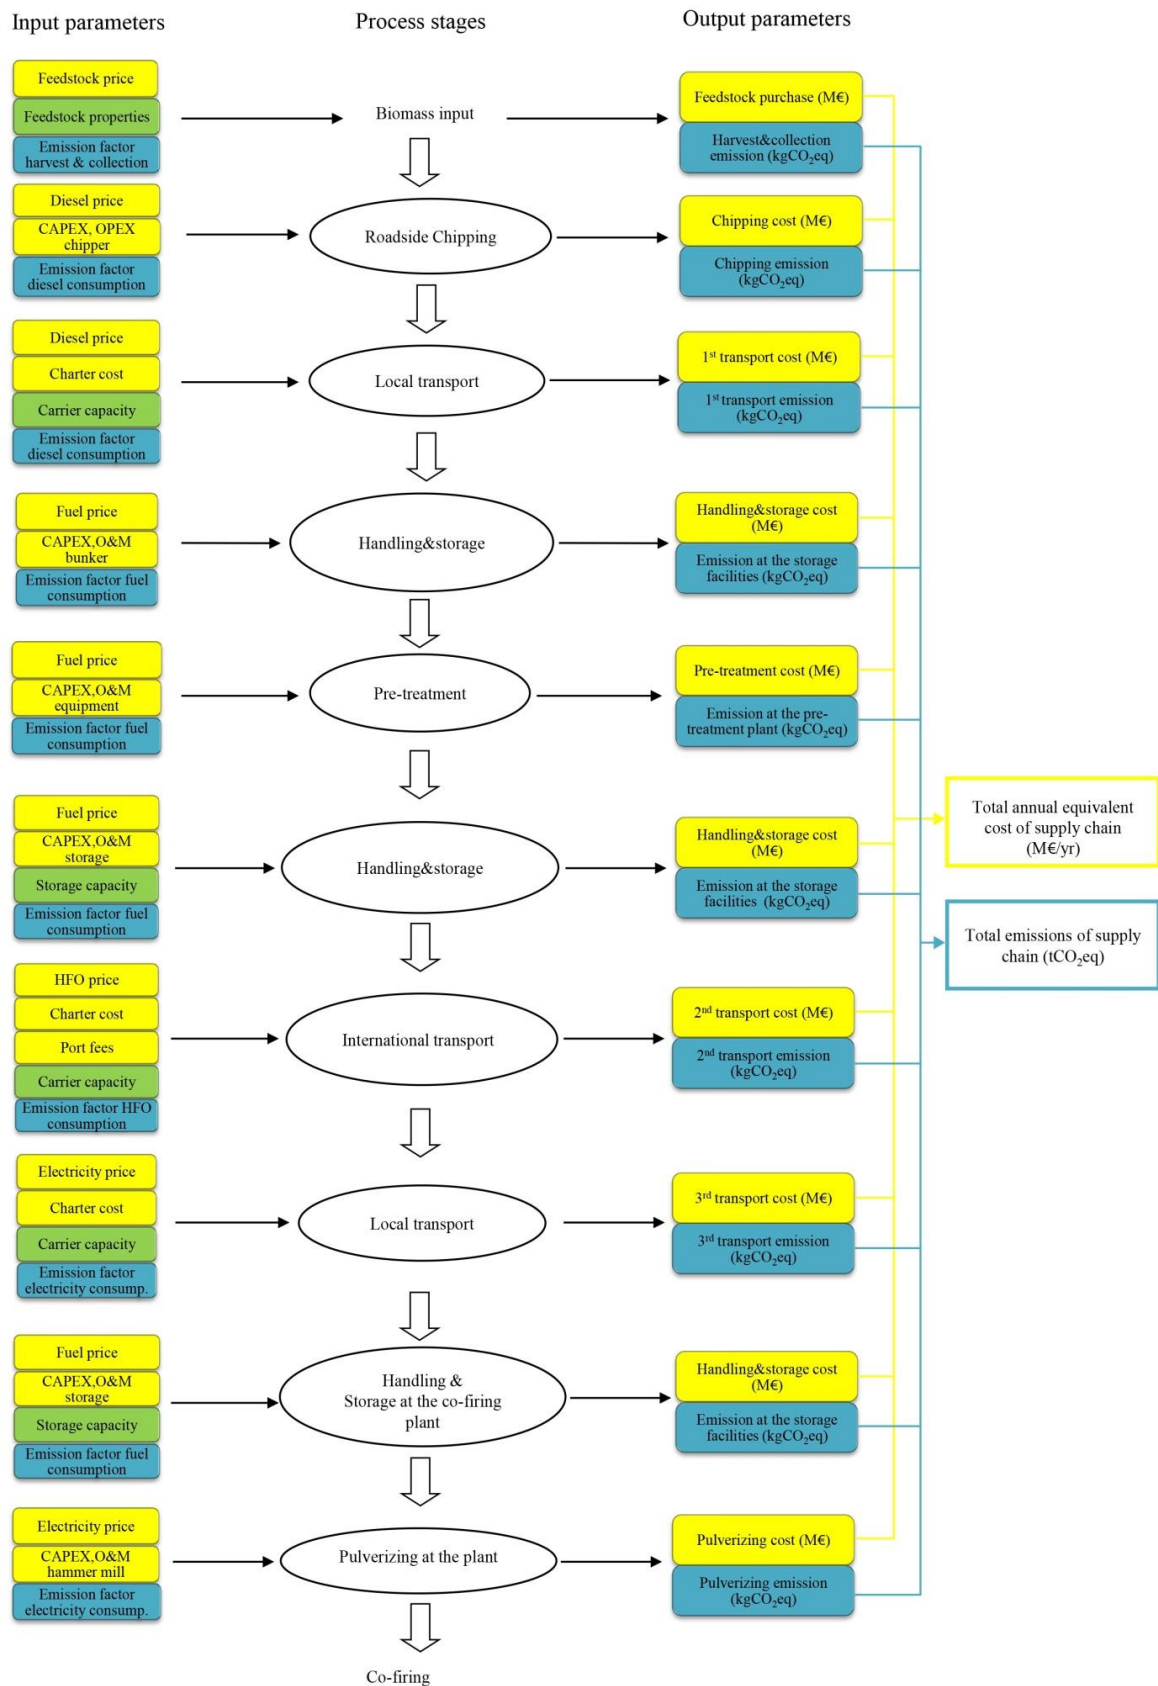 Input parameters
Process stages
Output parameters
Feedstock price
Feedstock properties
Emission factor
harvest & collection
Biomass input
Feedstock purchase (M€)
Harvest&collection
emission (kgCO₂eq)
Diesel price
CAPEX, OPEX
chipper
Emission factor
diesel consumption
Roadside Chipping
Chipping cost (M€)
Chipping emission
(kgCO₂eq)
Diesel price
Charter cost
Carrier capacity
Emission factor
diesel consumption
Local transport
1st transport cost (M€)
1st transport emission
(kgCO₂eq)
Fuel price
CAPEX,O&M
bunker
Emission factor fuel
consumption
Handling&storage
Handling&storage cost
(M€)
Emission at the storage
facilities (kgCO₂eq)
Fuel price
CAPEX,O&M
equipment
Emission factor fuel
consumption
Pre-treatment
Pre-treatment cost (M€)
Emission at the pre-
treatment plant (kgCO₂eq)
Fuel price
CAPEX,O&M
storage
Storage capacity
Emission factor fuel
consumption
Handling&storage
Handling&storage cost
(M€)
Emission at the storage
facilities (kgCO₂eq)
Total annual equivalent
cost of supply chain
(M€/yr)
Total emissions of supply
chain (tCO₂eq)
HFO price
Charter cost
Port fees
Carrier capacity
Emission factor HFO
consumption
International transport
2nd transport cost (M€)
2nd transport emission
(kgCO₂eq)
Electricity price
Charter cost
Carrier capacity
Emission factor
electricity consump.
Local transport
3rd transport cost (M€)
3rd transport emission
(kgCO₂eq)
Fuel price
CAPEX,O&M
storage
Storage capacity
Emission factor fuel
consumption
Handling &
Storage at the co-firing
plant
Handling&storage cost
(M€)
Emission at the storage
facilities (kgCO₂eq)
Electricity price
CAPEX,O&M
hammer mill
Emission factor
electricity consump.
Pulverizing at the plant
Pulverizing cost (M€)
Pulverizing emission
(kgCO₂eq)
Co-firing